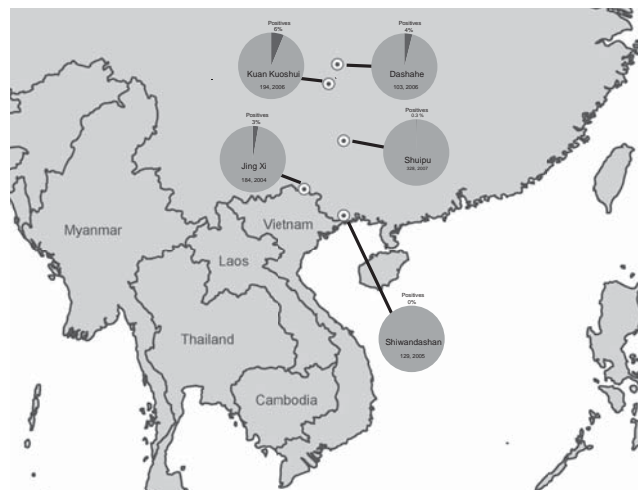 Positives
6%
Kuan Kuoshui
194, 2006
Positives
4%
Dashahe
103, 2006
Positives
3%
Jing Xi
184, 2004
Positives
0.3 %
Shuipu
328, 2007
Myanmar
Vietnam
Laos
Positives
0%
Shiwandashan
129, 2005
Thailand
Cambodia